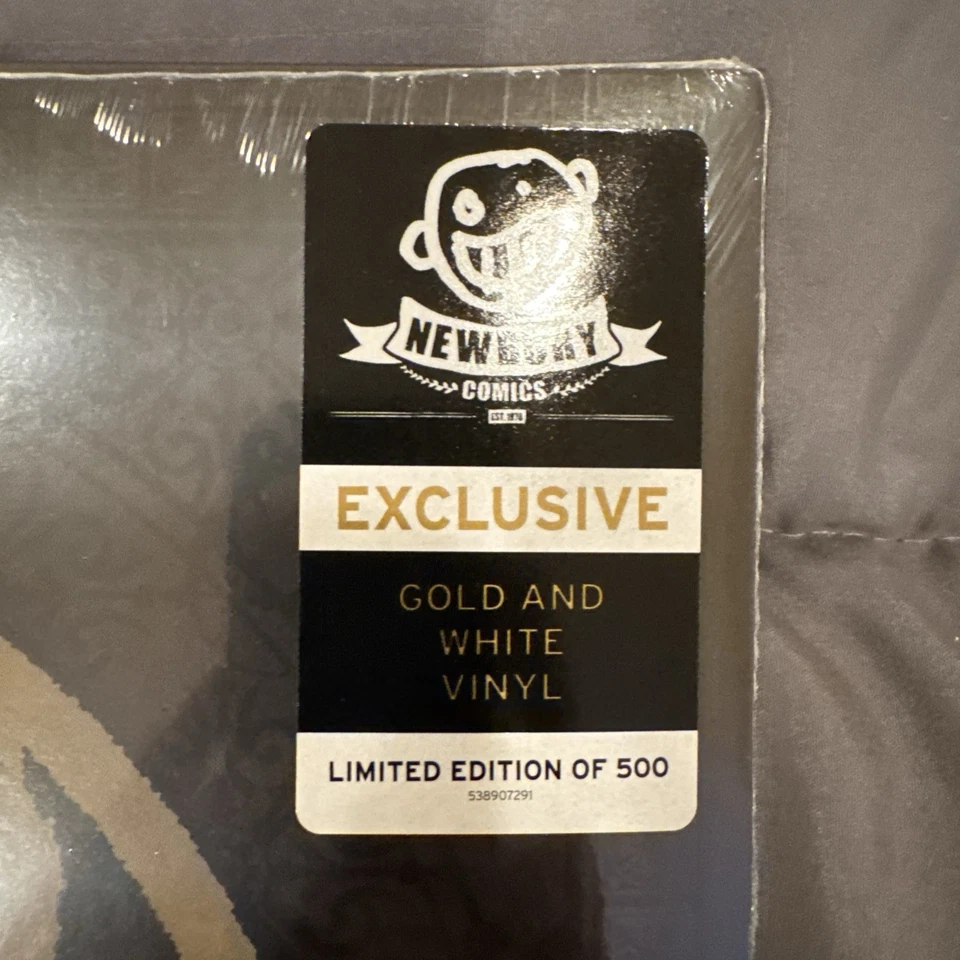 NEWBURY
COMICS
EST. 1978
EXCLUSIVE
GOLD AND
WHITE
VINYL
LIMITED EDITION OF 500
538907291